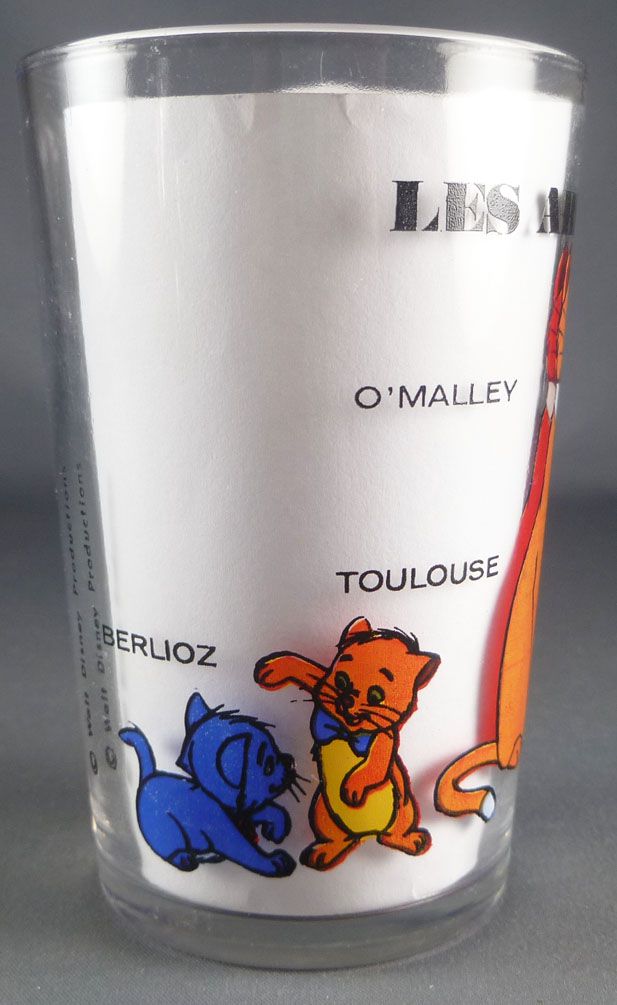 LES
O'MALLEY
TOULOUSE
BERLIOZ
© Walt Disney Productions
© Walt Disney Productions